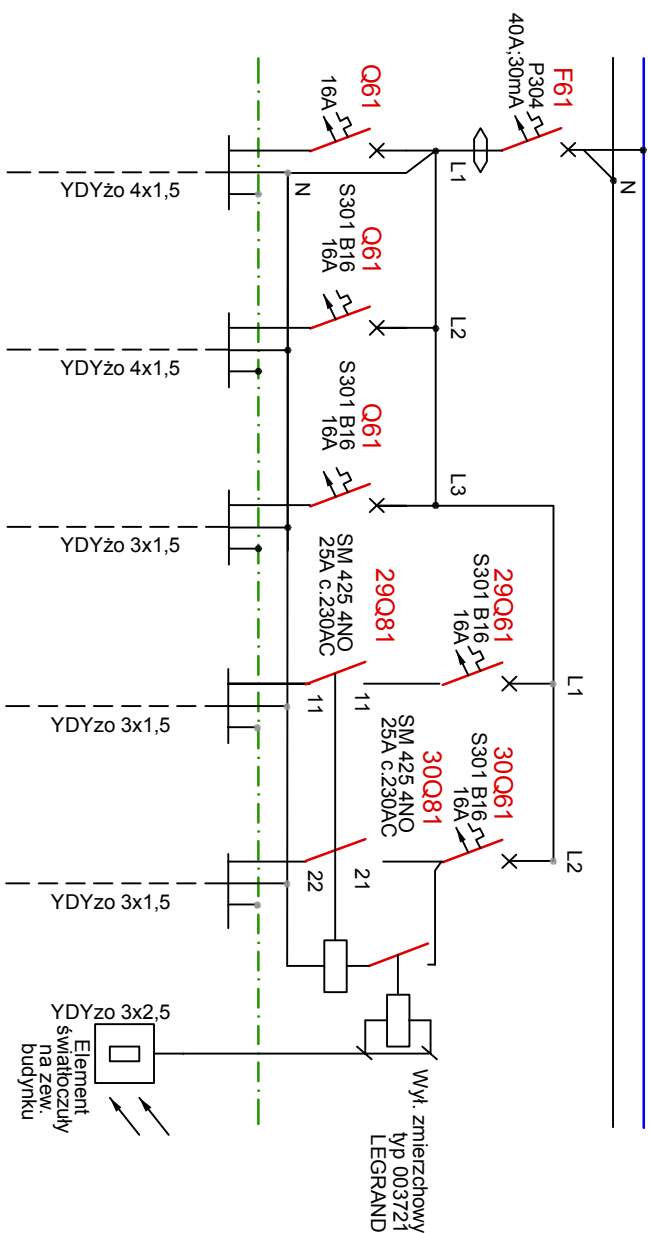 F61
P304
40A;30mA
N
L1
Q61
16A
N
YDYżo 4x1,5
L2
Q61
S301 B16
16A
YDYżo 4x1,5
L3
Q61
S301 B16
16A
YDYżo 3x1,5
L1
29Q61
S301 B16
16A
29Q81
SM 425 4NO
25A c.230AC
11
11
YDYzo 3x1,5
L2
30Q61
S301 B16
16A
30Q81
SM 425 4NO
25A c.230AC
21
22
YDYzo 3x1,5
Wył. zmierzchowy
typ 003721
LEGRAND
YDYzo 3x2,5
Element
światłoczuły
na zew.
budynku